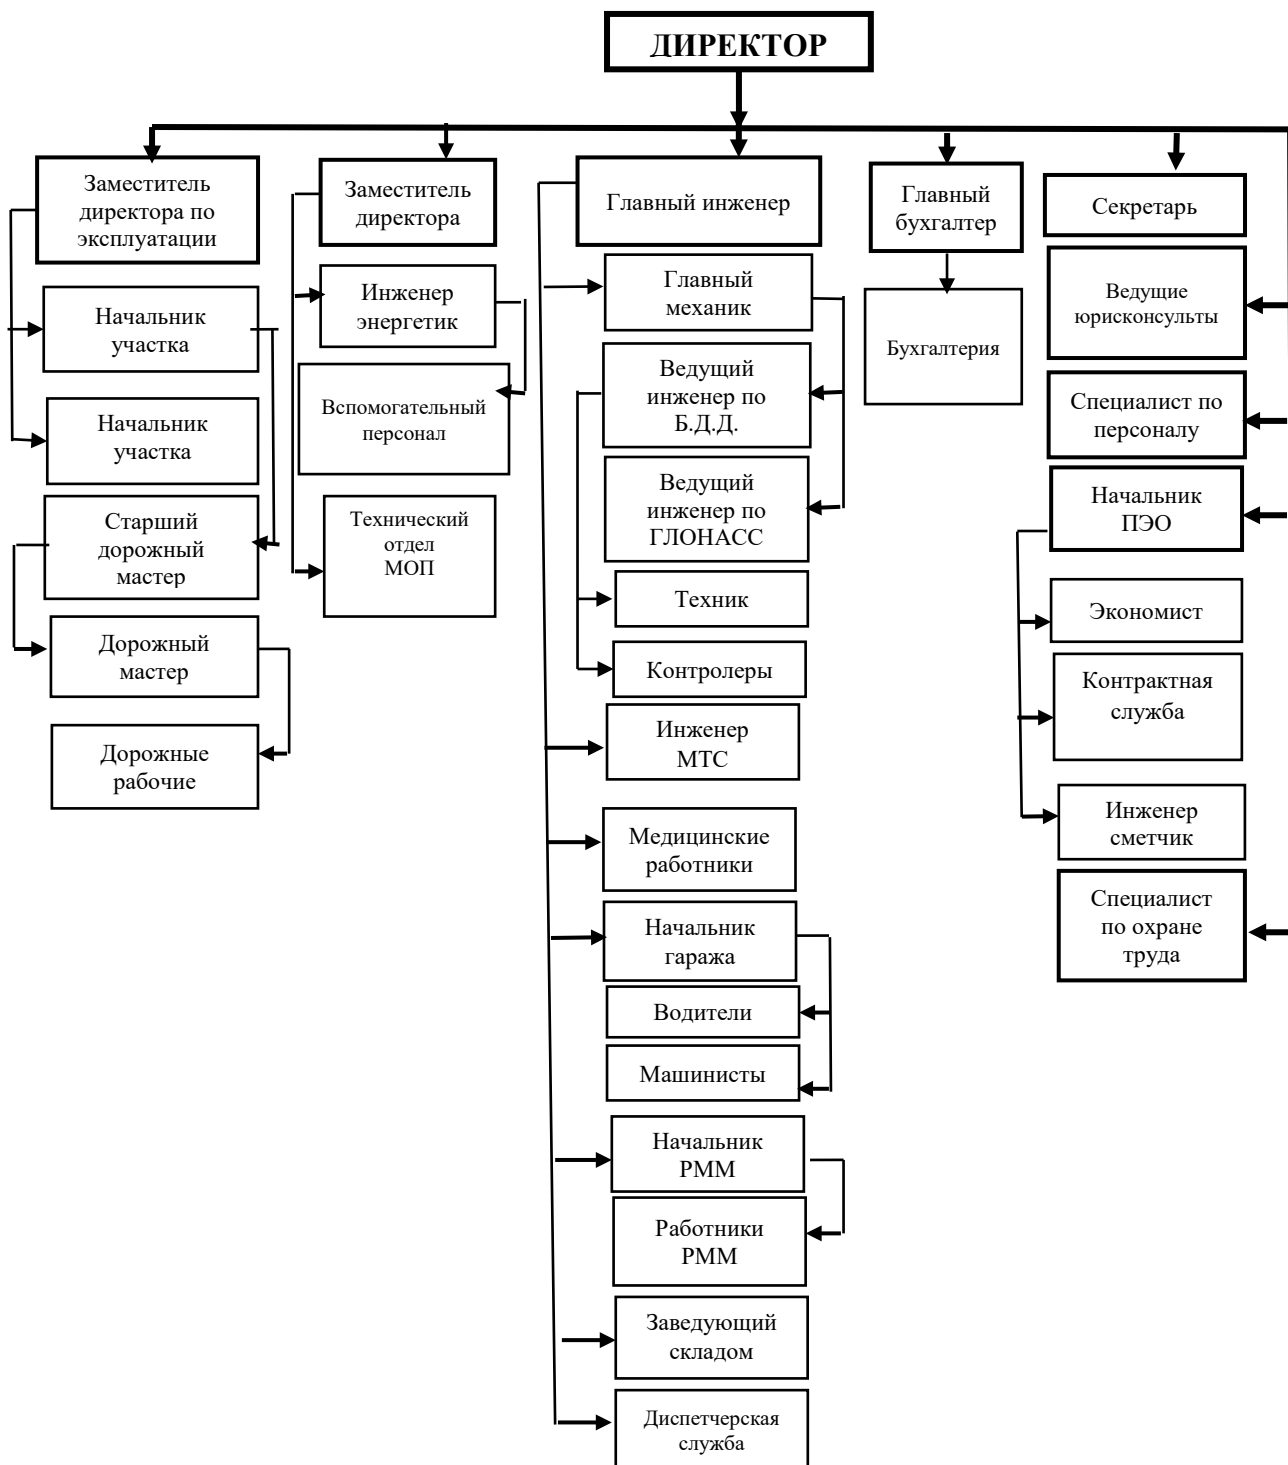 ДИРЕКТОР
Заместитель
директора по
эксплуатации
Начальник
участка
Начальник
участка
Старший
дорожный
мастер
Дорожный
мастер
Дорожные
рабочие
Заместитель
директора
Инженер
энергетик
Вспомогательный
персонал
Технический
отдел
МОП
Главный инженер
Главный
механик
Ведущий
инженер по
Б.Д.Д.
Ведущий
инженер по
ГЛОНАСС
Техник
Контролеры
Инженер
МТС
Медицинские
работники
Начальник
гаража
Водители
Машинисты
Начальник
РММ
Работники
РММ
Заведующий
складом
Диспетчерская
служба
Главный
бухгалтер
Бухгалтерия
Секретарь
Ведущие
юрисконсульты
Специалист по
персоналу
Начальник
ПЭО
Экономист
Контрактная
служба
Инженер
сметчик
Специалист
по охране
труда